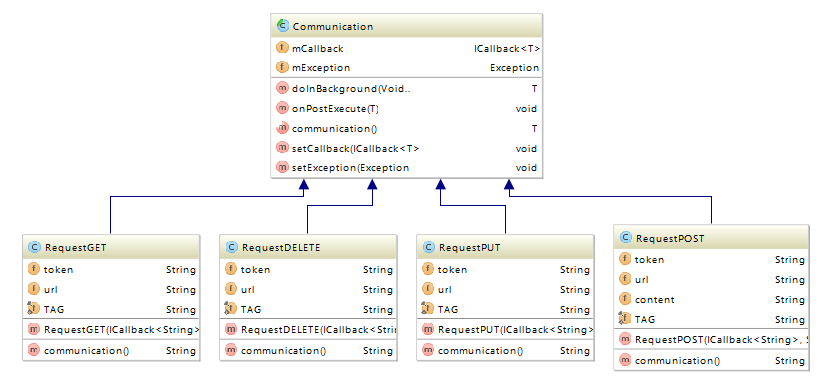 Communication
mCallback ICallback<T>
mException Exception
doInBackground(Void.. T
onPostExecute(T) void
communication() T
setCallback(ICallback<T> void
setException(Exception void
RequestGET
token String
url String
TAG String
RequestGET(ICallback<String>
communication() String
RequestDELETE
token String
url String
TAG String
RequestDELETE(ICallback<Stri
communication() String
RequestPUT
token String
url String
TAG String
RequestPUT(ICallback<String>
communication() String
RequestPOST
token String
url String
content String
TAG String
RequestPOST(ICallback<String>, S
communication() String